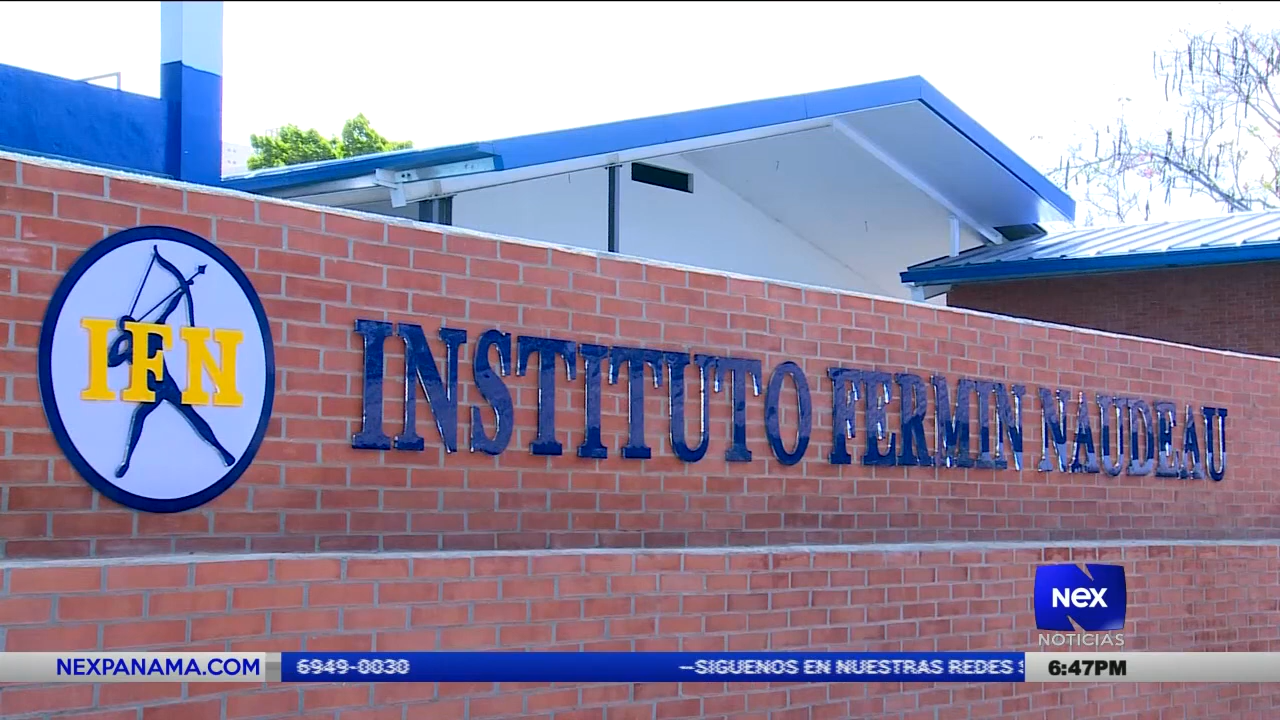 IFN
INSTITUTO FERMIN NAUDEAU
NEX
NOTICIAS
NEXPANAMA.COM
6949-0030
--SIGUENOS EN NUESTRAS REDES
6:47PM